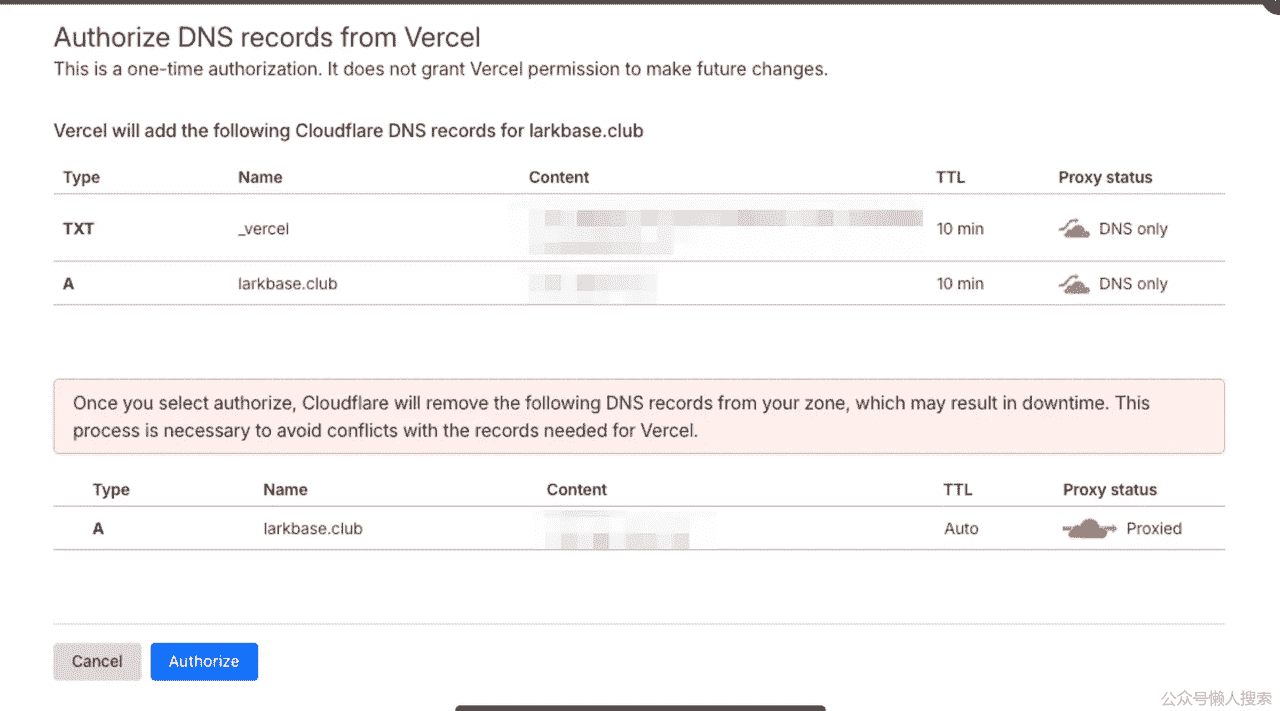 Authorize DNS records from Vercel
This is a one-time authorization. It does not grant Vercel permission to make future changes.
Vercel will add the following Cloudflare DNS records for larkbase.club
Type Name Content TTL Proxy status
TXT _vercel 10 min DNS only
A larkbase.club 10 min DNS only
Once you select authorize, Cloudflare will remove the following DNS records from your zone, which may result in downtime. This
process is necessary to avoid conflicts with the records needed for Vercel.
Type Name Content TTL Proxy status
A larkbase.club Auto Proxied
Cancel Authorize
公众号懒人搜索